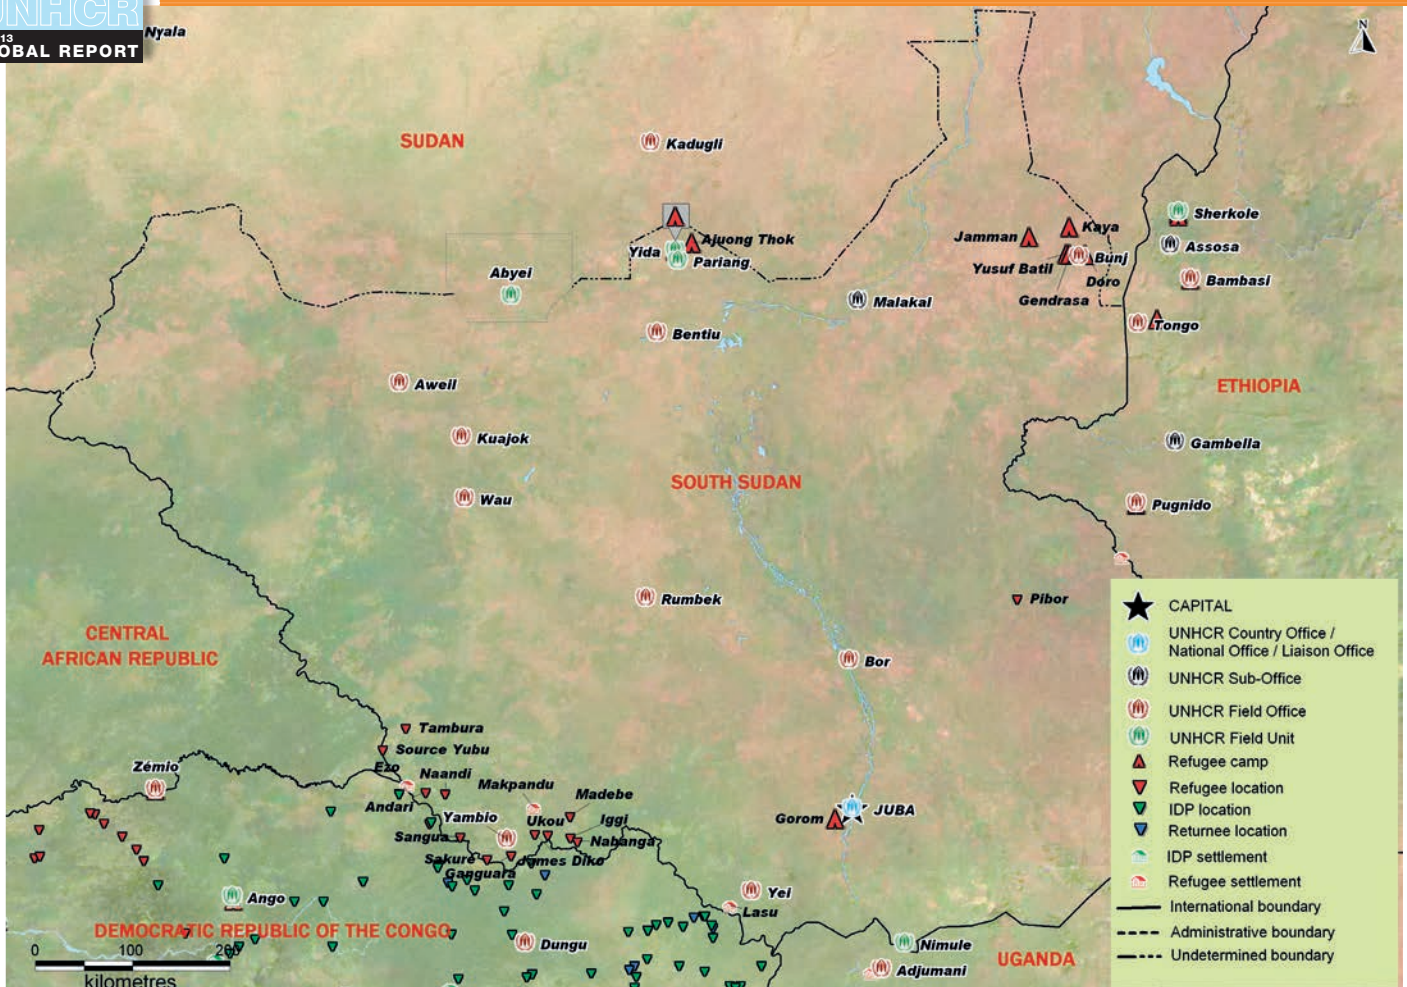 UNHCR
13
OBAL REPORT
Nyala
N
SUDAN
Kadugli
Ajuong Thok
Yida
Pariang
Abyei
Jamman
Kaya
Yusuf Batil
Bunj
Doro
Gendrasa
Sherkole
Assosa
Bambasi
Tongo
Malakal
Bentiu
Aweil
ETHIOPIA
Kuajok
Gambella
Wau
SOUTH SUDAN
Pugnido
Rumbek
Pibor
CENTRAL
AFRICAN REPUBLIC
Bor
Tambura
Source Yubu
Zémio
Ezo
Naandi
Makpandu
Madebe
Andari
Yambio
Ukou
Iggi
Sangua
Nabanga
Sakure
James Diko
Ganguara
Gorom
JUBA
Ango
Yei
Lasu
DEMOCRATIC REPUBLIC OF THE CONGO
Dungu
Nimule
Adjumani
UGANDA
0 100 200
kilometres
CAPITAL
UNHCR Country Office /
National Office / Liaison Office
UNHCR Sub-Office
UNHCR Field Office
UNHCR Field Unit
Refugee camp
Refugee location
IDP location
Returnee location
IDP settlement
Refugee settlement
International boundary
Administrative boundary
Undetermined boundary